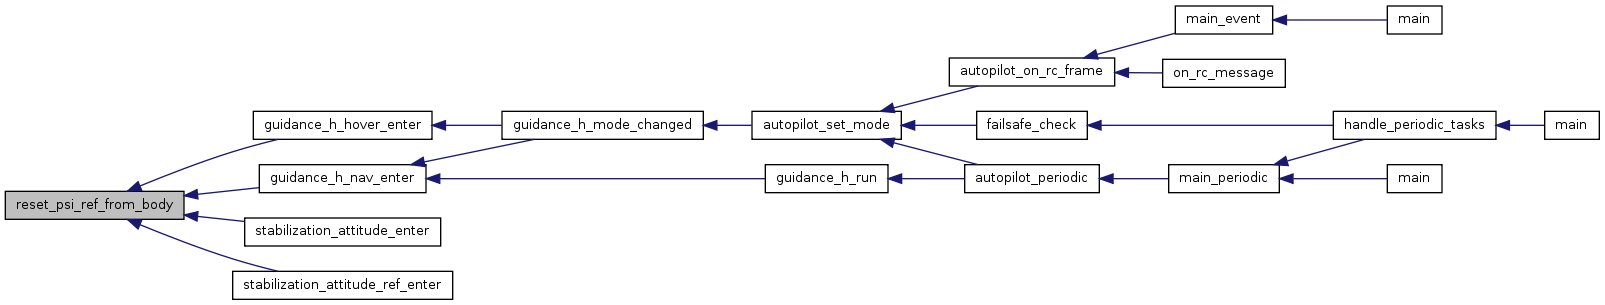 main_event
main
autopilot_on_rc_frame
on_rc_message
guidance_h_hover_enter
guidance_h_mode_changed
autopilot_set_mode
failsafe_check
handle_periodic_tasks
main
guidance_h_nav_enter
guidance_h_run
autopilot_periodic
main_periodic
main
reset_psi_ref_from_body
stabilization_attitude_enter
stabilization_attitude_ref_enter